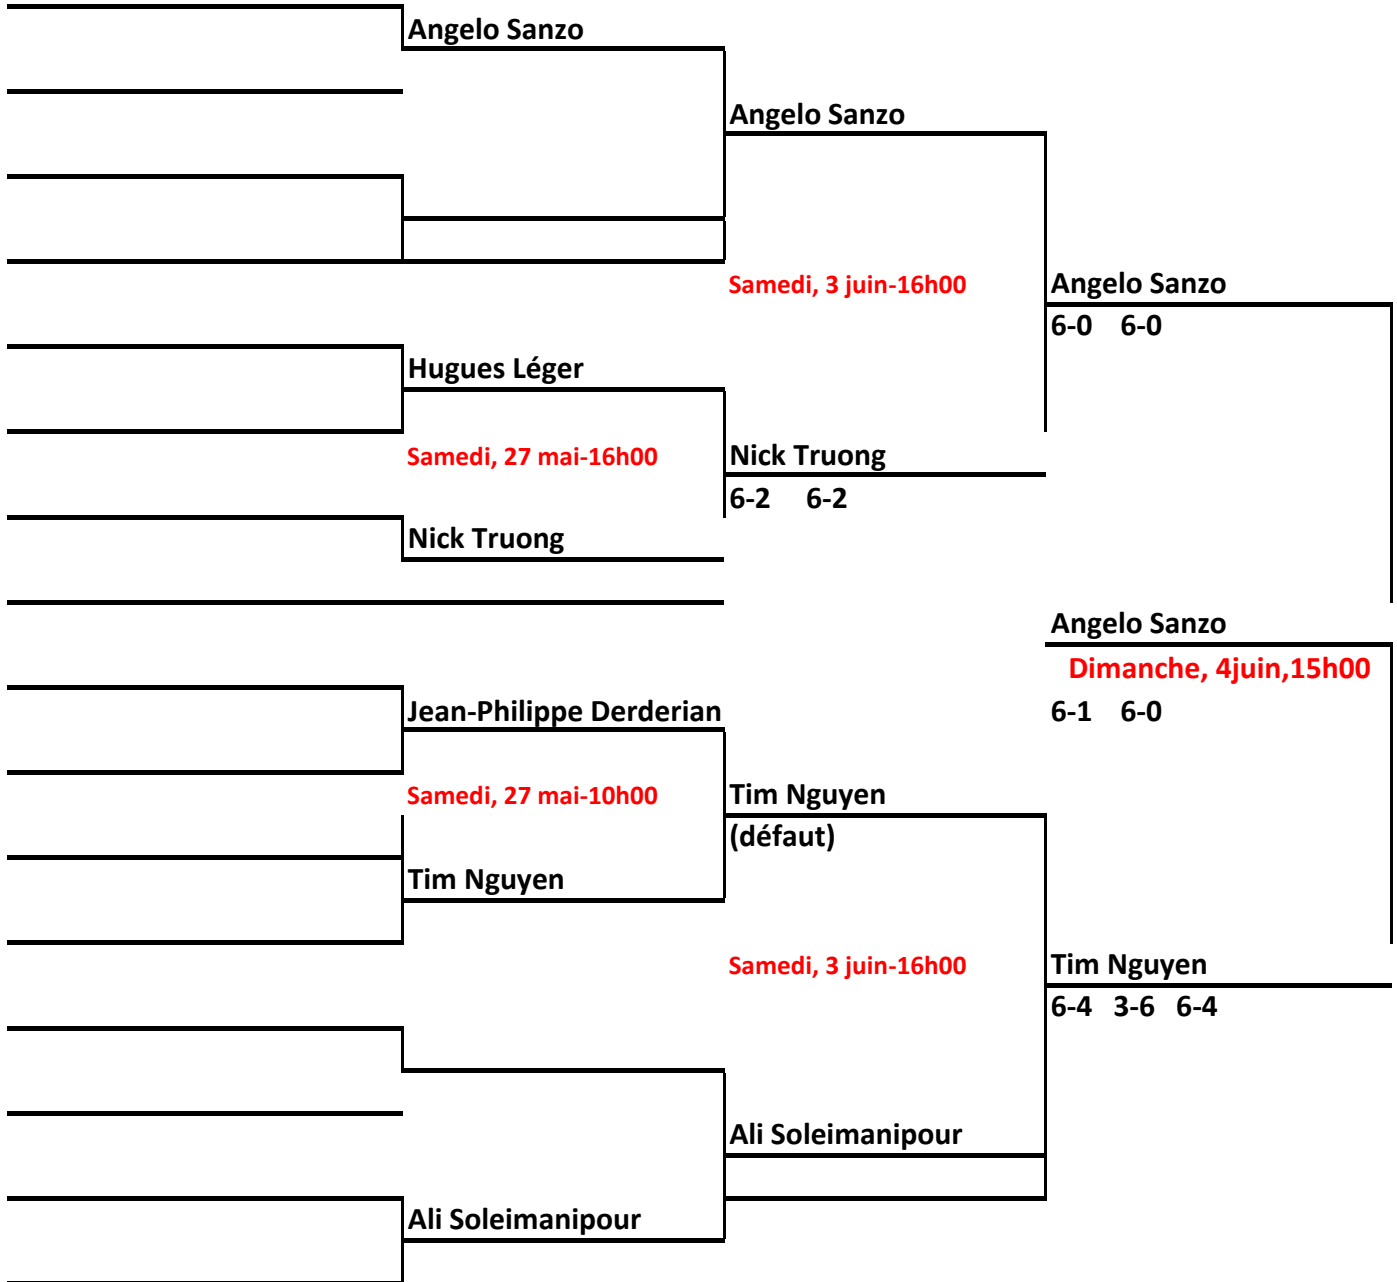 Angelo Sanzo
Angelo Sanzo
Samedi, 3 juin-16h00
Angelo Sanzo
6-0 6-0
Hugues Léger
Samedi, 27 mai-16h00
Nick Truong
6-2 6-2
Nick Truong
Angelo Sanzo
Dimanche, 4juin,15h00
6-1 6-0
Jean-Philippe Derderian
Samedi, 27 mai-10h00
Tim Nguyen
(défaut)
Tim Nguyen
Samedi, 3 juin-16h00
Tim Nguyen
6-4 3-6 6-4
Ali Soleimanipour
Ali Soleimanipour